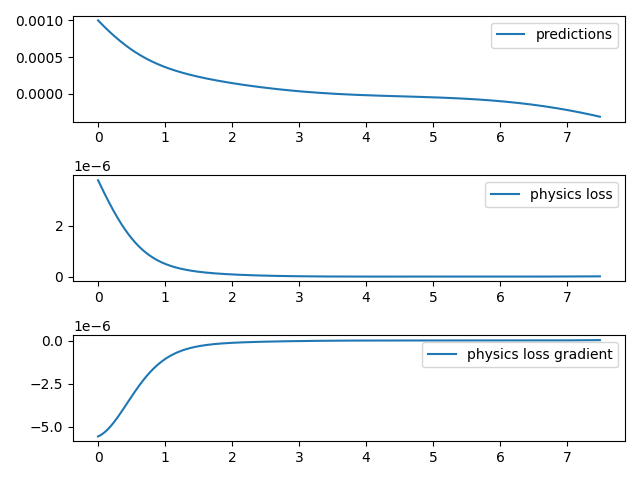 0.0010
0.0005
0.0000
predictions
0 1 2 3 4 5 6 7
1e−6
2
0
physics loss
0 1 2 3 4 5 6 7
1e−6
0.0
−2.5
−5.0
physics loss gradient
0 1 2 3 4 5 6 7